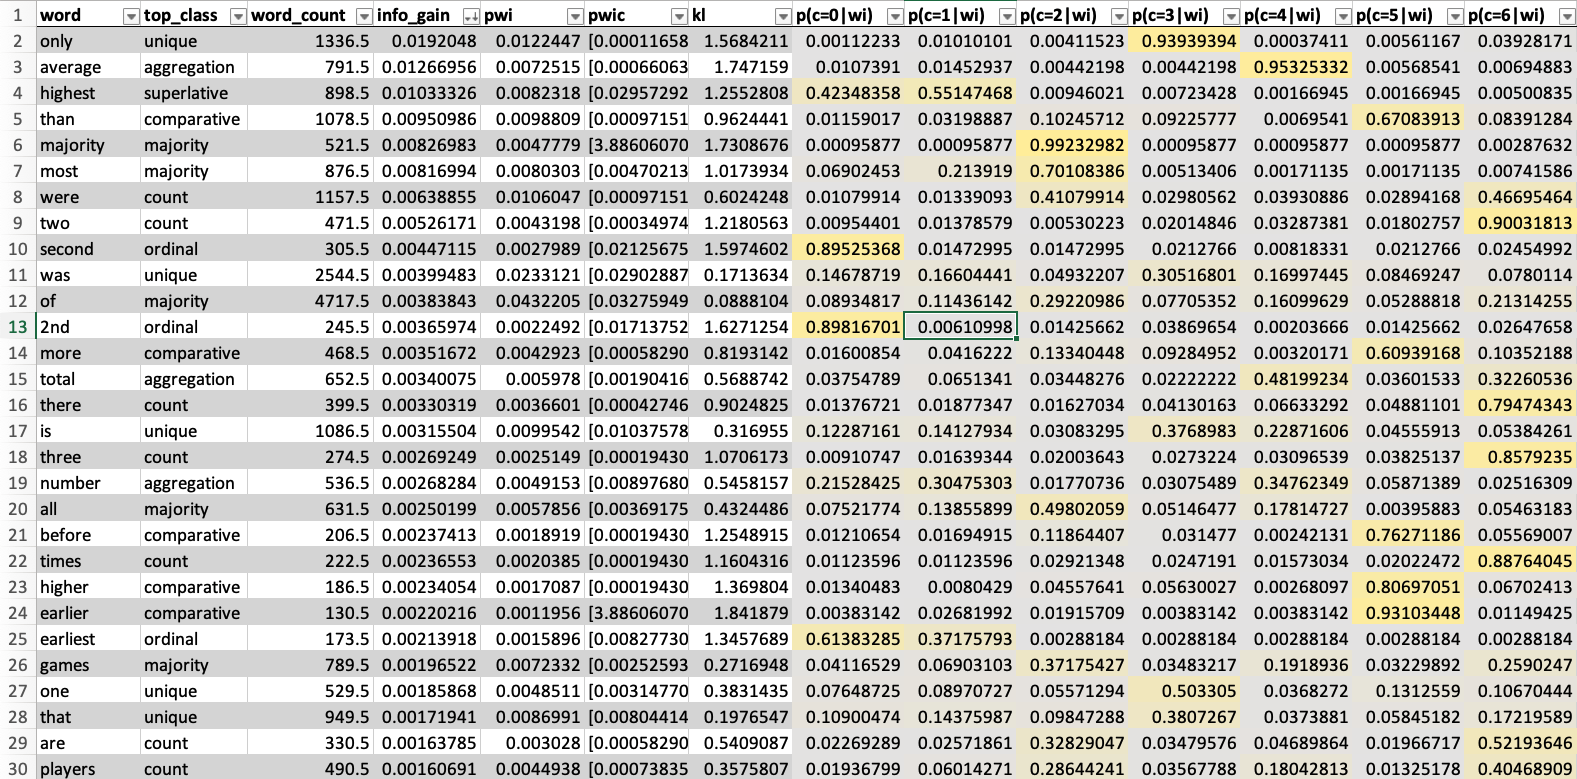 1 word top_class word_count info_gain pwi pwic kl p(c=0|wi) p(c=1|wi) p(c=2|wi) p(c=3|wi) p(c=4|wi) p(c=5|wi) p(c=6|wi)
2 only unique 1336.5 0.0192048 0.0122447 [0.00011658 1.5684211 0.00112233 0.01010101 0.00411523 0.93939394 0.00037411 0.00561167 0.03928171
3 average aggregation 791.5 0.01266956 0.0072515 [0.00066063 1.747159 0.0107391 0.01452937 0.00442198 0.00442198 0.95325332 0.00568541 0.00694883
4 highest superlative 898.5 0.01033326 0.0082318 [0.02957292 1.2552808 0.42348358 0.55147468 0.00946021 0.00723428 0.00166945 0.00166945 0.00500835
5 than comparative 1078.5 0.00950986 0.0098809 [0.00097151 0.9624441 0.01159017 0.03198887 0.10245712 0.09225777 0.0069541 0.67083913 0.08391284
6 majority majority 521.5 0.00826983 0.0047779 [3.88606070 1.7308676 0.00095877 0.00095877 0.99232982 0.00095877 0.00095877 0.00095877 0.00287632
7 most majority 876.5 0.00816994 0.0080303 [0.00470213 1.0173934 0.06902453 0.213919 0.70108386 0.00513406 0.00171135 0.00171135 0.00741586
8 were count 1157.5 0.00638855 0.0106047 [0.00097151 0.6024248 0.01079914 0.01339093 0.41079914 0.02980562 0.03930886 0.02894168 0.46695464
9 two count 471.5 0.00526171 0.0043198 [0.00034974 1.2180563 0.00954401 0.01378579 0.00530223 0.02014846 0.03287381 0.01802757 0.90031813
10 second ordinal 305.5 0.00447115 0.0027989 [0.02125675 1.5974602 0.89525368 0.01472995 0.01472995 0.0212766 0.00818331 0.0212766 0.02454992
11 was unique 2544.5 0.00399483 0.0233121 [0.02902887 0.1713634 0.14678719 0.16604441 0.04932207 0.30516801 0.16997445 0.08469247 0.0780114
12 of majority 4717.5 0.00383843 0.0432205 [0.03275949 0.0888104 0.08934817 0.11436142 0.29220986 0.07705352 0.16099629 0.05288818 0.21314255
13 2nd ordinal 245.5 0.00365974 0.0022492 [0.01713752 1.6271254 0.89816701 0.00610998 0.01425662 0.03869654 0.00203666 0.01425662 0.02647658
14 more comparative 468.5 0.00351672 0.0042923 [0.00058290 0.8193142 0.01600854 0.0416222 0.13340448 0.09284952 0.00320171 0.60939168 0.10352188
15 total aggregation 652.5 0.00340075 0.005978 [0.00190416 0.5688742 0.03754789 0.0651341 0.03448276 0.02222222 0.48199234 0.03601533 0.32260536
16 there count 399.5 0.00330319 0.0036601 [0.00042746 0.9024825 0.01376721 0.01877347 0.01627034 0.04130163 0.06633292 0.04881101 0.79474343
17 is unique 1086.5 0.00315504 0.0099542 [0.01037578 0.316955 0.12287161 0.14127934 0.03083295 0.3768983 0.22871606 0.04555913 0.05384261
18 three count 274.5 0.00269249 0.0025149 [0.00019430 1.0706173 0.00910747 0.01639344 0.02003643 0.0273224 0.03096539 0.03825137 0.8579235
19 number aggregation 536.5 0.00268284 0.0049153 [0.00897680 0.5458157 0.21528425 0.30475303 0.01770736 0.03075489 0.34762349 0.05871389 0.02516309
20 all majority 631.5 0.00250199 0.0057856 [0.00369175 0.4324486 0.07521774 0.13855899 0.49802059 0.05146477 0.17814727 0.00395883 0.05463183
21 before comparative 206.5 0.00237413 0.0018919 [0.00019430 1.2548915 0.01210654 0.01694915 0.11864407 0.031477 0.00242131 0.76271186 0.05569007
22 times count 222.5 0.00236553 0.0020385 [0.00019430 1.1604316 0.01123596 0.01123596 0.02921348 0.0247191 0.01573034 0.02022472 0.88764045
23 higher comparative 186.5 0.00234054 0.0017087 [0.00019430 1.369804 0.01340483 0.0080429 0.04557641 0.05630027 0.00268097 0.80697051 0.06702413
24 earlier comparative 130.5 0.00220216 0.0011956 [3.88606070 1.841879 0.00383142 0.02681992 0.01915709 0.00383142 0.00383142 0.93103448 0.01149425
25 earliest ordinal 173.5 0.00213918 0.0015896 [0.00827730 1.3457689 0.61383285 0.37175793 0.00288184 0.00288184 0.00288184 0.00288184 0.00288184
26 games majority 789.5 0.00196522 0.0072332 [0.00252593 0.2716948 0.04116529 0.06903103 0.37175427 0.03483217 0.1918936 0.03229892 0.2590247
27 one unique 529.5 0.00185868 0.0048511 [0.00314770 0.3831435 0.07648725 0.08970727 0.05571294 0.503305 0.0368272 0.1312559 0.10670444
28 that unique 949.5 0.00171941 0.0086991 [0.00804414 0.1976547 0.10900474 0.14375987 0.09847288 0.3807267 0.0373881 0.05845182 0.17219589
29 are count 330.5 0.00163785 0.003028 [0.00058290 0.5409087 0.02269289 0.02571861 0.32829047 0.03479576 0.04689864 0.01966717 0.52193646
30 players count 490.5 0.00160691 0.0044938 [0.00073835 0.3575807 0.01936799 0.06014271 0.28644241 0.03567788 0.18042813 0.01325178 0.40468909